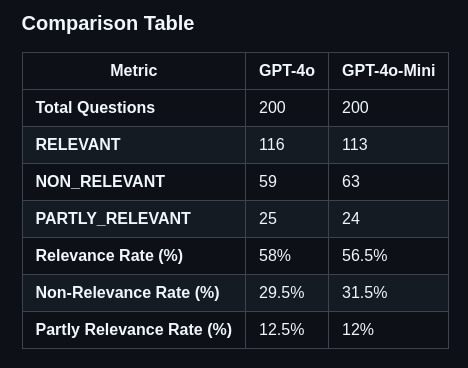 Comparison Table
Metric GPT-4o GPT-4o-Mini
Total Questions 200 200
RELEVANT 116 113
NON_RELEVANT 59 63
PARTLY_RELEVANT 25 24
Relevance Rate (%) 58% 56.5%
Non-Relevance Rate (%) 29.5% 31.5%
Partly Relevance Rate (%) 12.5% 12%